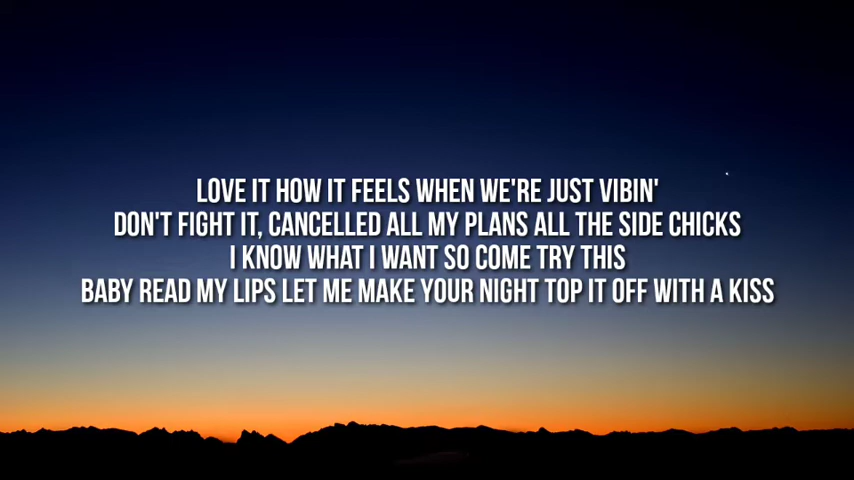 LOVE IT HOW IT FEELS WHEN WE'RE JUST VIBIN'
DON'T FIGHT IT, CANCELLED ALL MY PLANS ALL THE SIDE CHICKS
I KNOW WHAT I WANT SO COME TRY THIS
BABY READ MY LIPS LET ME MAKE YOUR NIGHT TOP IT OFF WITH A KISS